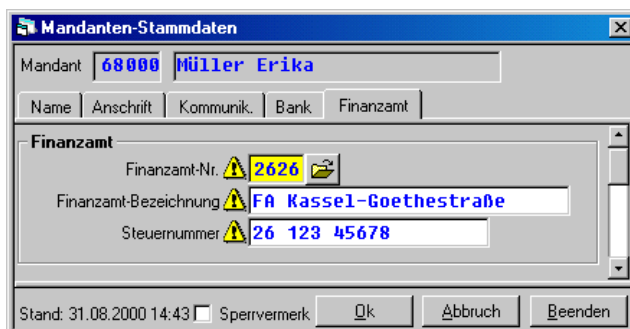 Mandanten-Stammdaten
Mandant 68000 Müller Erika
Name Anschrift Kommunik. Bank Finanzamt
Finanzamt
Finanzamt-Nr. 2626
Finanzamt-Bezeichnung FA Kassel-Goethestraße
Steuernummer 26 123 45678
Stand: 31.08.2000 14:43 Sperrvermerk Ok Abbruch Beenden